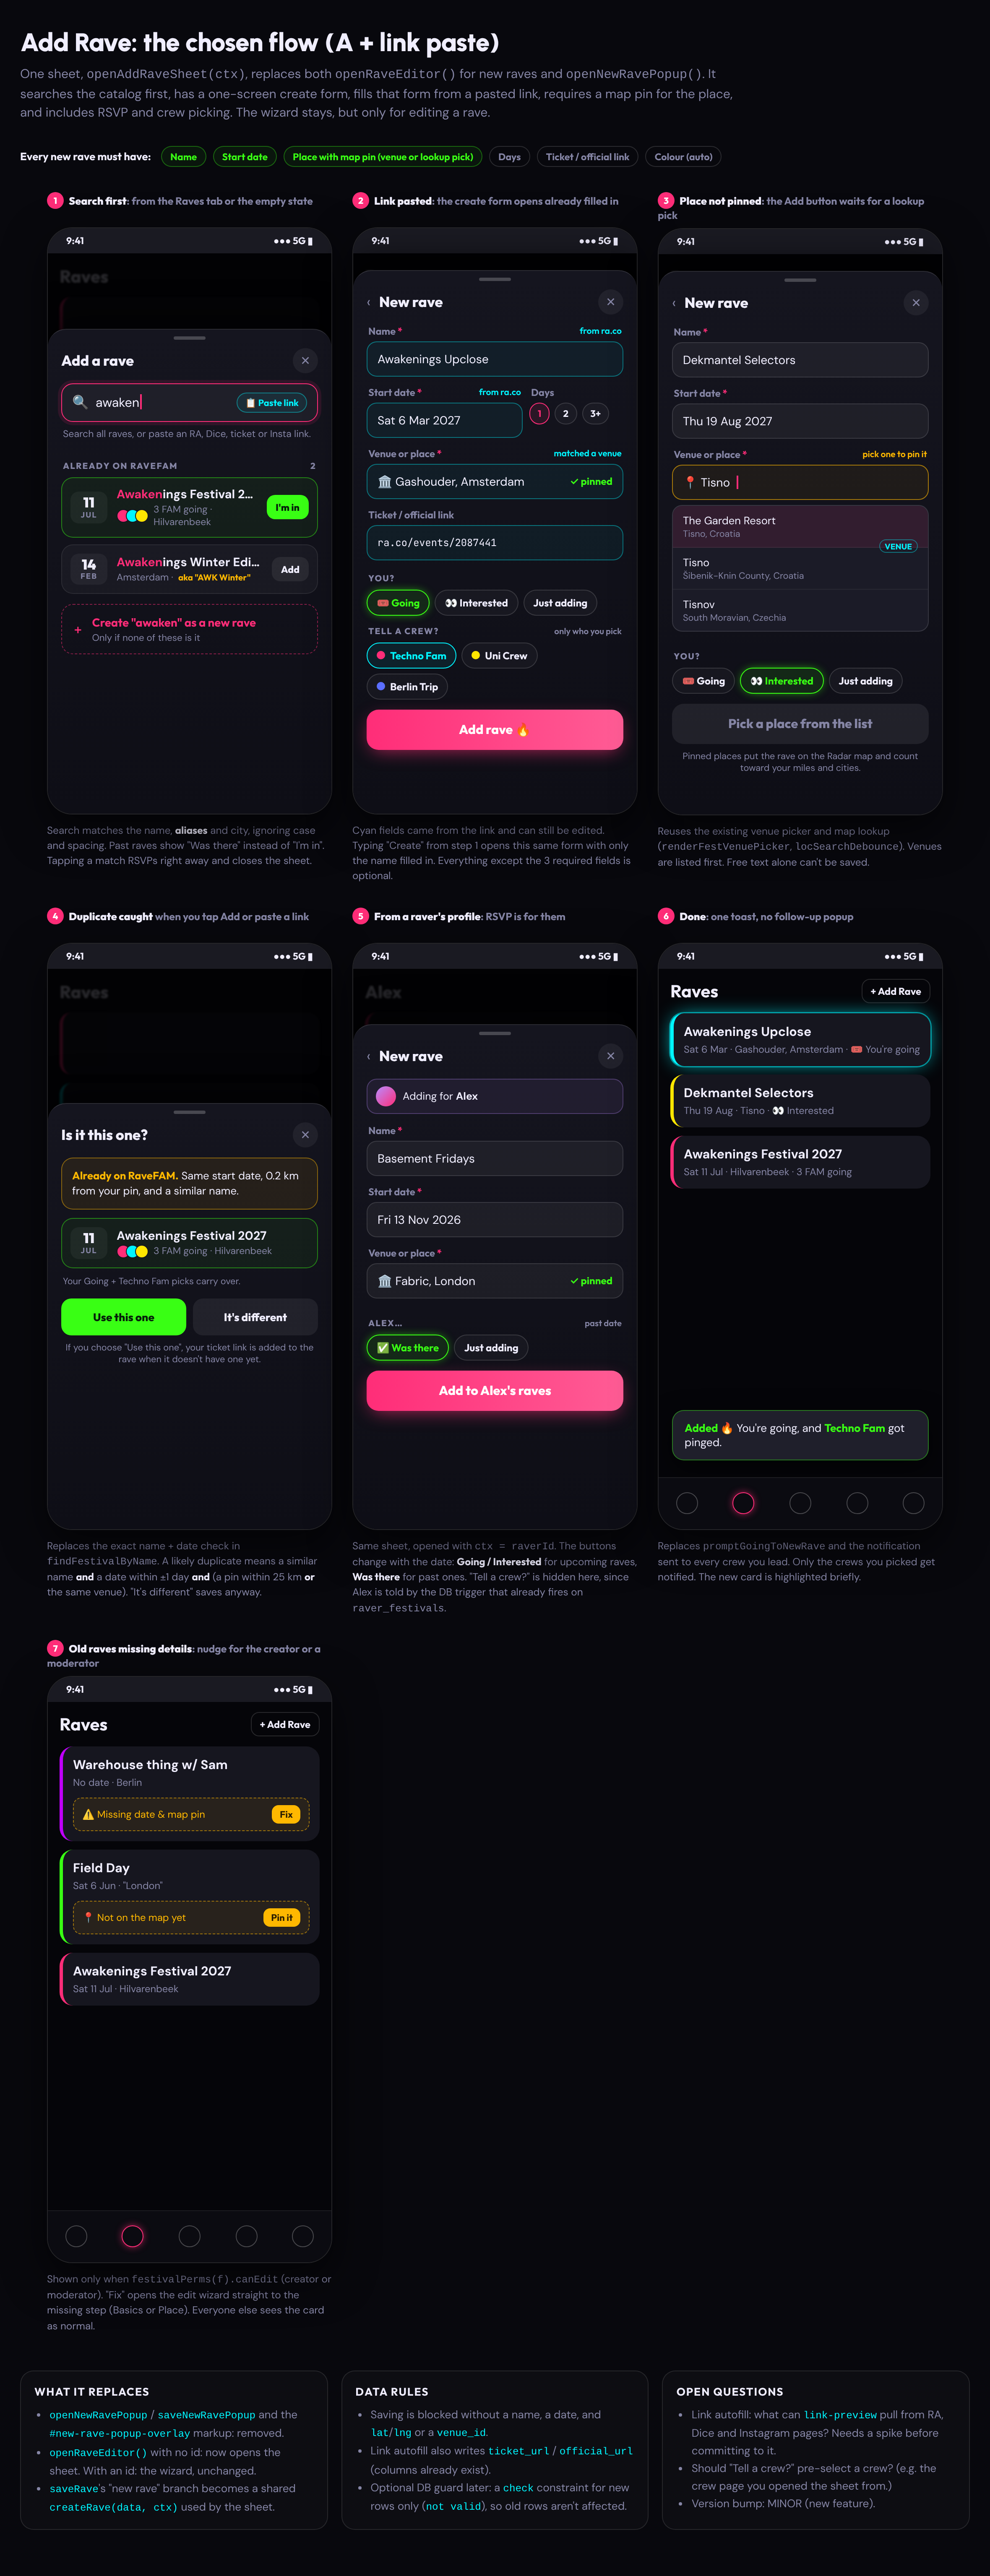 Add Rave: the chosen flow (A + link paste)
One sheet, openAddRaveSheet(ctx), replaces both openRaveEditor() for new raves and openNewRavePopup(). It
searches the catalog first, has a one-screen create form, fills that form from a pasted link, requires a map pin for the place,
and includes RSVP and crew picking. The wizard stays, but only for editing a rave.
Every new rave must have: Name Start date Place with map pin (venue or lookup pick) Days Ticket / official link Colour (auto)
1 Search first: from the Raves tab or the empty state
9:41 5G
Raves
Add a rave ×
🔍 awaken 📋 Paste link
Search all raves, or paste an RA, Dice, ticket or Insta link.
ALREADY ON RAVEFAM 2
11 JUL
Awakenings Festival 2...
3 FAM going ·
Hilvarenbeek
I'm in
14 FEB
Awakenings Winter Edi...
Amsterdam · aka "AWK Winter"
Add
+ Create "awaken" as a new rave
Only if none of these is it
Search matches the name, aliases and city, ignoring case
and spacing. Past raves show "Was there" instead of "I'm in".
Tapping a match RSVPs right away and closes the sheet.
2 Link pasted: the create form opens already filled in
9:41 5G
‹ New rave ×
Name * from ra.co
Awakenings Upclose
Start date * from ra.co Days
Sat 6 Mar 2027 1 2 3+
Venue or place * matched a venue
🏛️ Gashouder, Amsterdam ✓ pinned
Ticket / official link
ra.co/events/2087441
YOU?
🎟️ Going 👀 Interested Just adding
TELL A CREW? only who you pick
Techno Fam Uni Crew
Berlin Trip
Add rave 🔥
Cyan fields came from the link and can still be edited.
Typing "Create" from step 1 opens this same form with only
the name filled in. Everything except the 3 required fields is
optional.
3 Place not pinned: the Add button waits for a lookup
pick
9:41 5G
‹ New rave ×
Name *
Dekmantel Selectors
Start date *
Thu 19 Aug 2027
Venue or place * pick one to pin it
📍 Tisno
The Garden Resort
Tisno, Croatia
VENUE
Tisno
Šibenik-Knin County, Croatia
Tisnov
South Moravian, Czechia
YOU?
🎟️ Going 👀 Interested Just adding
Pick a place from the list
Pinned places put the rave on the Radar map and count
toward your miles and cities.
Reuses the existing venue picker and map lookup
(renderFestVenuePicker, locSearchDebounce). Venues
are listed first. Free text alone can't be saved.
4 Duplicate caught when you tap Add or paste a link
9:41 5G
Raves
Is it this one? ×
Already on RaveFAM. Same start date, 0.2 km
from your pin, and a similar name.
11 JUL
Awakenings Festival 2027
3 FAM going · Hilvarenbeek
Your Going + Techno Fam picks carry over.
Use this one It's different
If you choose "Use this one", your ticket link is added to the
rave when it doesn't have one yet.
Replaces the exact name + date check in
findFestivalByName. A likely duplicate means a similar
name and a date within ±1 day and (a pin within 25 km or
the same venue). "It's different" saves anyway.
5 From a raver's profile: RSVP is for them
9:41 5G
Alex
‹ New rave ×
Adding for Alex
Name *
Basement Fridays
Start date *
Fri 13 Nov 2026
Venue or place *
🏛️ Fabric, London ✓ pinned
ALEX... past date
✅ Was there Just adding
Add to Alex's raves
Same sheet, opened with ctx = raverId. The buttons
change with the date: Going / Interested for upcoming raves,
Was there for past ones. "Tell a crew?" is hidden here, since
Alex is told by the DB trigger that already fires on
raver_festivals.
6 Done: one toast, no follow-up popup
9:41 5G
Raves + Add Rave
Awakenings Upclose
Sat 6 Mar · Gashouder, Amsterdam · 🎟️ You're going
Dekmantel Selectors
Thu 19 Aug · Tisno · 👀 Interested
Awakenings Festival 2027
Sat 11 Jul · Hilvarenbeek · 3 FAM going
Added 🔥 You're going, and Techno Fam got
pinged.
Replaces promptGoingToNewRave and the notification
sent to every crew you lead. Only the crews you picked get
notified. The new card is highlighted briefly.
7 Old raves missing details: nudge for the creator or a
moderator
9:41 5G
Raves + Add Rave
Warehouse thing w/ Sam
No date · Berlin
⚠️ Missing date & map pin Fix
Field Day
Sat 6 Jun · "London"
📍 Not on the map yet Pin it
Awakenings Festival 2027
Sat 11 Jul · Hilvarenbeek
Shown only when festivalPerms(f).canEdit (creator or
moderator). "Fix" opens the edit wizard straight to the
missing step (Basics or Place). Everyone else sees the card
as normal.
WHAT IT REPLACES
• openNewRavePopup / saveNewRavePopup and the
#new-rave-popup-overlay markup: removed.
• openRaveEditor() with no id: now opens the
sheet. With an id: the wizard, unchanged.
• saveRave's "new rave" branch becomes a shared
createRave(data, ctx) used by the sheet.
DATA RULES
• Saving is blocked without a name, a date, and
lat/lng or a venue_id.
• Link autofill also writes ticket_url / official_url
(columns already exist).
• Optional DB guard later: a check constraint for new
rows only (not valid), so old rows aren't affected.
OPEN QUESTIONS
• Link autofill: what can link-preview pull from RA,
Dice and Instagram pages? Needs a spike before
committing to it.
• Should "Tell a crew?" pre-select a crew? (e.g. the
crew page you opened the sheet from.)
• Version bump: MINOR (new feature).